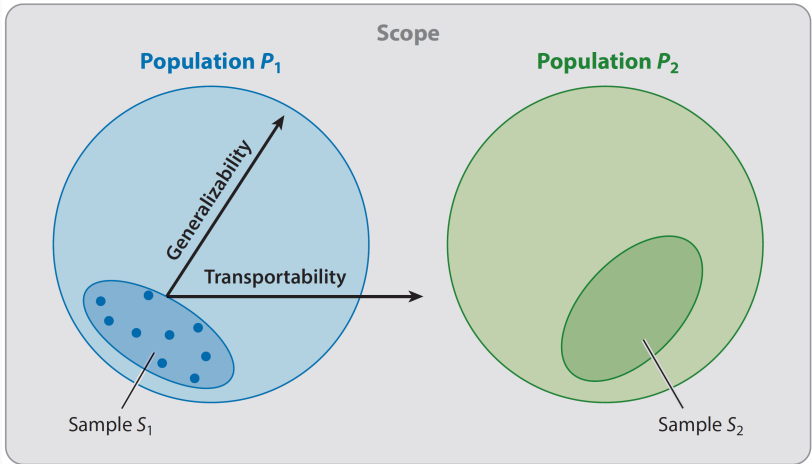 Scope
Population P₁
Population P₂
Generalizability
Transportability
Sample S₁
Sample S₂